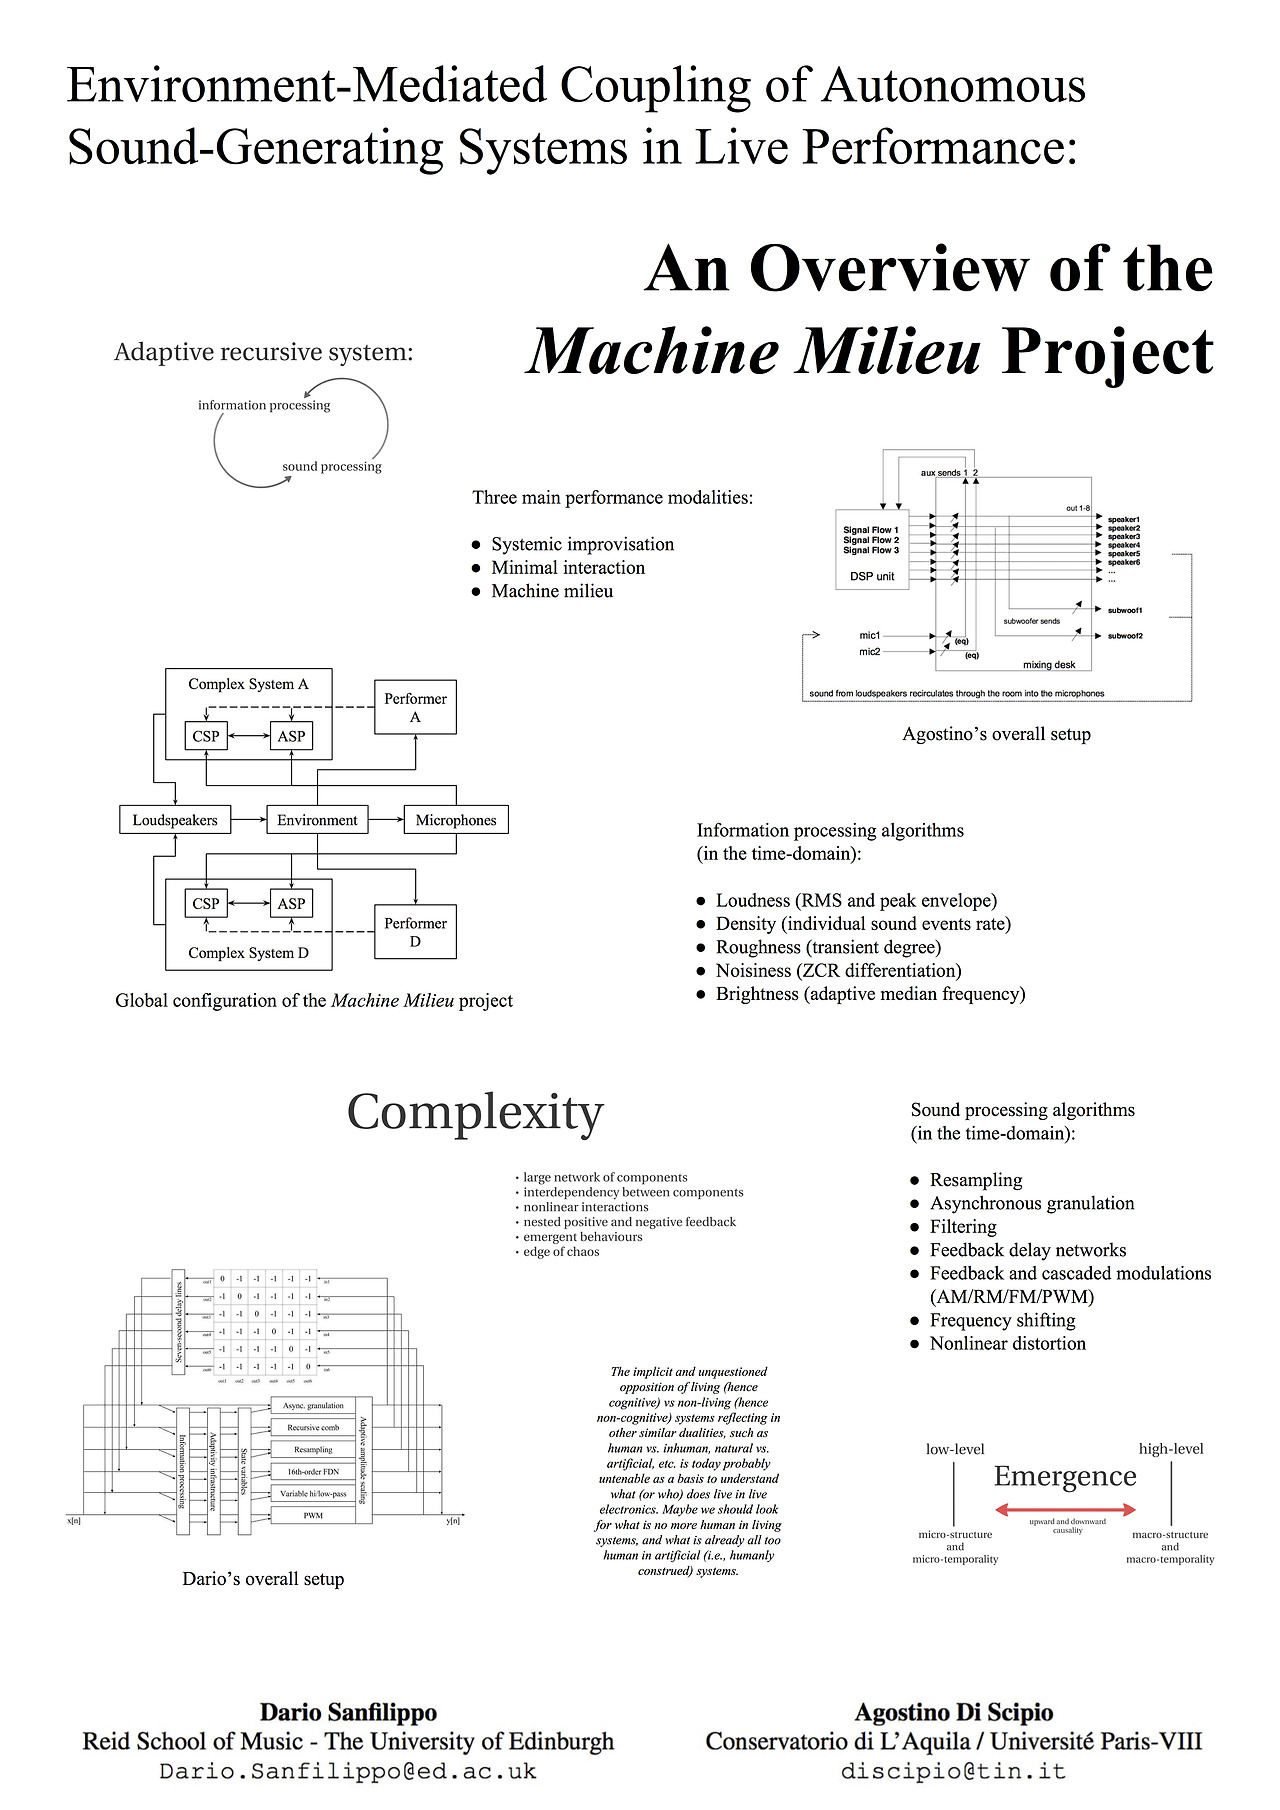 Environment-Mediated Coupling of Autonomous
Sound-Generating Systems in Live Performance:
An Overview of the
Machine Milieu Project
Adaptive recursive system:
information processing
sound processing
Three main performance modalities:
● Systemic improvisation
● Minimal interaction
● Machine milieu
aux sends 1 2
out 1-8
Signal Flow 1
Signal Flow 2
Signal Flow 3
DSP unit
speaker1
speaker2
speaker3
speaker4
speaker5
speaker6
...
...
subwoof1
subwoofer sends
subwoof2
mic1
mic2
(eq)
(eq)
mixing desk
sound from loudspeakers recirculates through the room into the microphones
Agostino's overall setup
Complex System A
CSP
ASP
Performer
A
Loudspeakers
Environment
Microphones
CSP
ASP
Performer
D
Complex System D
Global configuration of the Machine Milieu project
Information processing algorithms
(in the time-domain):
● Loudness (RMS and peak envelope)
● Density (individual sound events rate)
● Roughness (transient degree)
● Noisiness (ZCR differentiation)
● Brightness (adaptive median frequency)
Complexity
• large network of components
• interdependency between components
• nonlinear interactions
• nested positive and negative feedback
• emergent behaviours
• edge of chaos
Sound processing algorithms
(in the time-domain):
● Resampling
● Asynchronous granulation
● Filtering
● Feedback delay networks
● Feedback and cascaded modulations
(AM/RM/FM/PWM)
● Frequency shifting
● Nonlinear distortion
Seven-second delay lines
out1 0 -1 -1 -1 -1 -1 in1
out2 -1 0 -1 -1 -1 -1 in2
out3 -1 -1 0 -1 -1 -1 in3
out4 -1 -1 -1 0 -1 -1 in4
out5 -1 -1 -1 -1 0 -1 in5
out6 -1 -1 -1 -1 -1 0 in6
out1 out2 out3 out4 out5 out6
Information processing
Adaptivity infrastructure
State variables
Async. granulation
Recursive comb
Resampling
16th-order FDN
Variable hi/low-pass
PWM
Adaptive amplitude scaling
x[n]
y[n]
Dario's overall setup
The implicit and unquestioned
opposition of living (hence
cognitive) vs non-living (hence
non-cognitive) systems reflecting in
other similar dualities, such as
human vs. inhuman, natural vs.
artificial, etc. is today probably
untenable as a basis to understand
what (or who) does live in live
electronics. Maybe we should look
for what is no more human in living
systems, and what is already all too
human in artificial (i.e., humanly
construed) systems.
low-level
high-level
Emergence
upward and downward
causality
micro-structure
and
micro-temporality
macro-structure
and
macro-temporality
Dario Sanfilippo
Reid School of Music - The University of Edinburgh
Dario.Sanfilippo@ed.ac.uk
Agostino Di Scipio
Conservatorio di L'Aquila / Université Paris-VIII
discipio@tin.it